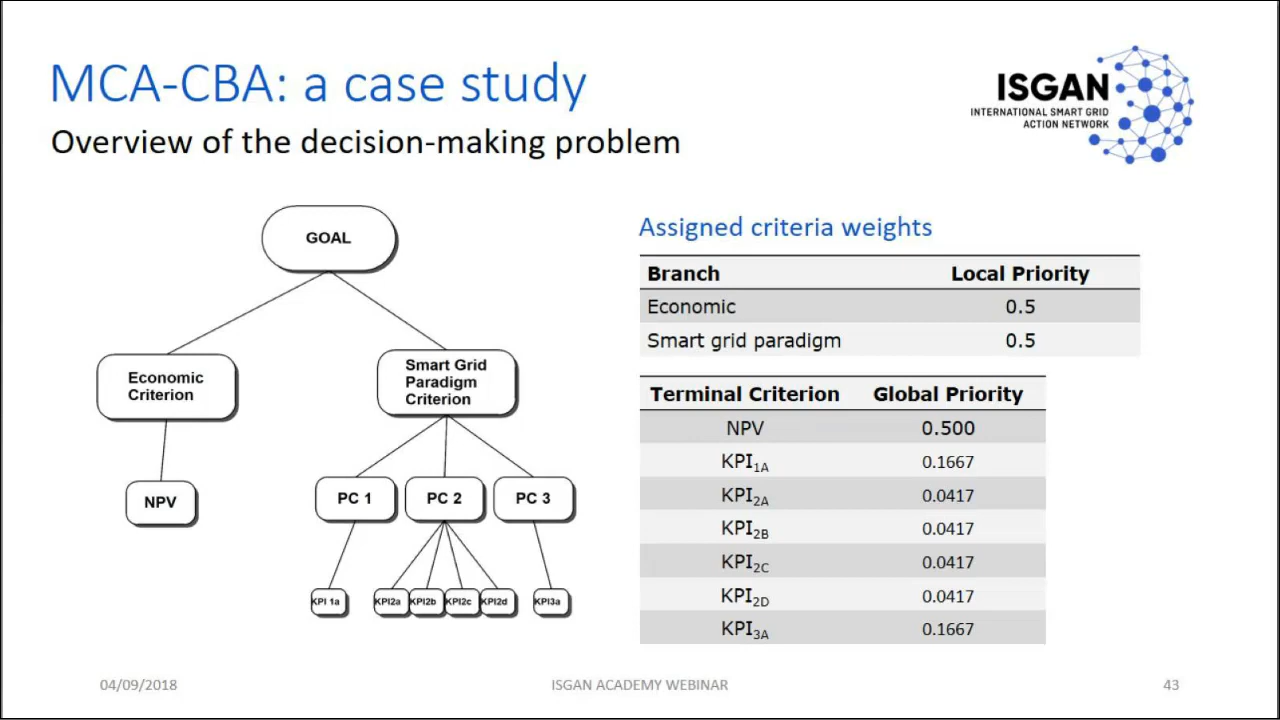 MCA-CBA: a case study
Overview of the decision-making problem
ISGAN
INTERNATIONAL SMART GRID
ACTION NETWORK
GOAL
Economic
Criterion
Smart Grid
Paradigm
Criterion
NPV
PC 1
PC 2
PC 3
KPI 1a
KPI2a
KPI2b
KPI2c
KPI2d
KPI3a
Assigned criteria weights
Branch Local Priority
Economic 0.5
Smart grid paradigm 0.5
Terminal Criterion Global Priority
NPV 0.500
KPI1A 0.1667
KPI2A 0.0417
KPI2B 0.0417
KPI2C 0.0417
KPI2D 0.0417
KPI3A 0.1667
04/09/2018 ISGAN ACADEMY WEBINAR 43